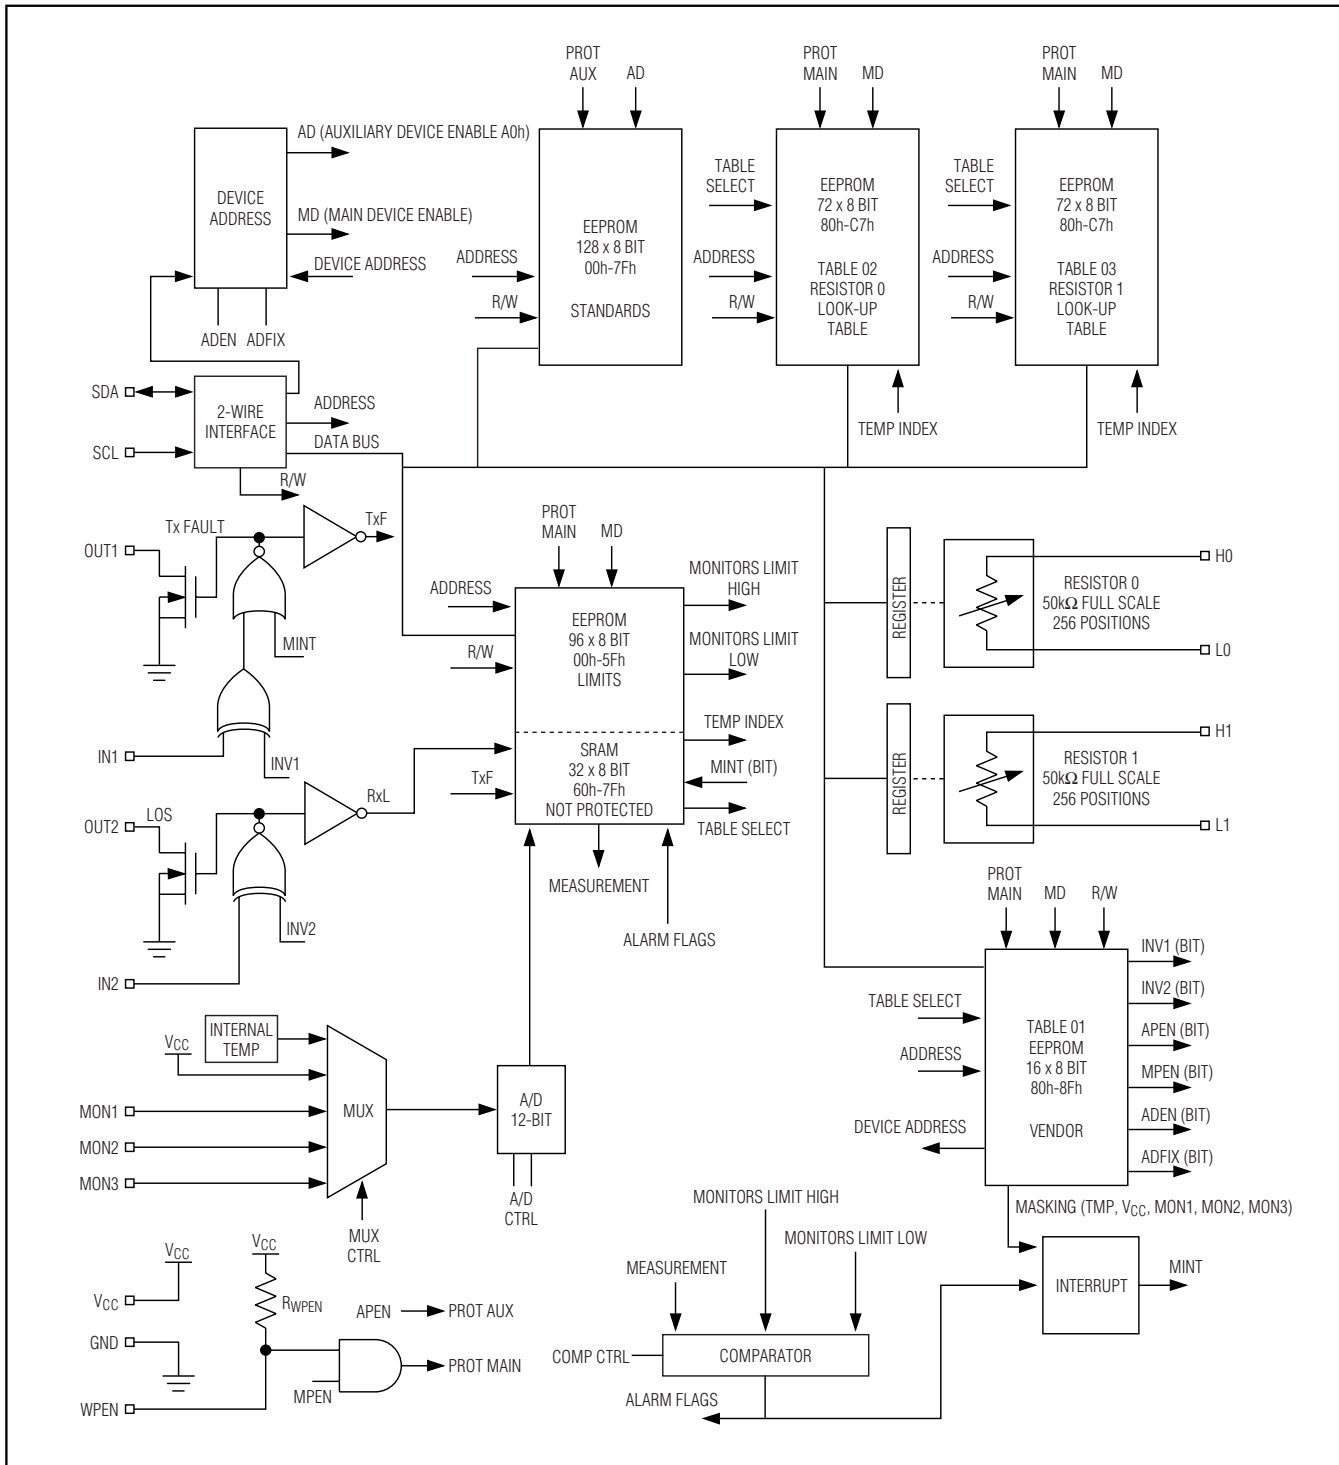 PROT
AUX
AD
PROT
MAIN
MD
PROT
MAIN
MD
AD (AUXILIARY DEVICE ENABLE A0h)
DEVICE
ADDRESS
MD (MAIN DEVICE ENABLE)
DEVICE ADDRESS
ADEN
ADFIX
ADDRESS
R/W
EEPROM
128 x 8 BIT
00h-7Fh
STANDARDS
TABLE
SELECT
ADDRESS
R/W
EEPROM
72 x 8 BIT
80h-C7h
TABLE 02
RESISTOR 0
LOOK-UP
TABLE
TEMP INDEX
TABLE
SELECT
ADDRESS
R/W
EEPROM
72 x 8 BIT
80h-C7h
TABLE 03
RESISTOR 1
LOOK-UP
TABLE
TEMP INDEX
SDA
SCL
2-WIRE
INTERFACE
ADDRESS
DATA BUS
R/W
Tx FAULT
TxF
OUT1
MINT
IN1
INV1
RxL
LOS
OUT2
INV2
IN2
PROT
MAIN
MD
ADDRESS
R/W
TxF
EEPROM
96 x 8 BIT
00h-5Fh
LIMITS
SRAM
32 x 8 BIT
60h-7Fh
NOT PROTECTED
MONITORS LIMIT
HIGH
MONITORS LIMIT
LOW
TEMP INDEX
MINT (BIT)
TABLE SELECT
MEASUREMENT
ALARM FLAGS
REGISTER
RESISTOR 0
50kΩ FULL SCALE
256 POSITIONS
H0
L0
REGISTER
RESISTOR 1
50kΩ FULL SCALE
256 POSITIONS
H1
L1
PROT
MAIN
MD
R/W
TABLE SELECT
ADDRESS
DEVICE ADDRESS
TABLE 01
EEPROM
16 x 8 BIT
80h-8Fh
VENDOR
INV1 (BIT)
INV2 (BIT)
APEN (BIT)
MPEN (BIT)
ADEN (BIT)
ADFIX (BIT)
MASKING (TMP, VCC, MON1, MON2, MON3)
INTERRUPT
MINT
INTERNAL
TEMP
VCC
MON1
MON2
MON3
MUX
MUX
CTRL
A/D
12-BIT
A/D
CTRL
MONITORS LIMIT HIGH
MONITORS LIMIT LOW
MEASUREMENT
COMP CTRL
COMPARATOR
ALARM FLAGS
VCC
VCC
VCC
RWPEN
GND
WPEN
APEN
PROT AUX
MPEN
PROT MAIN